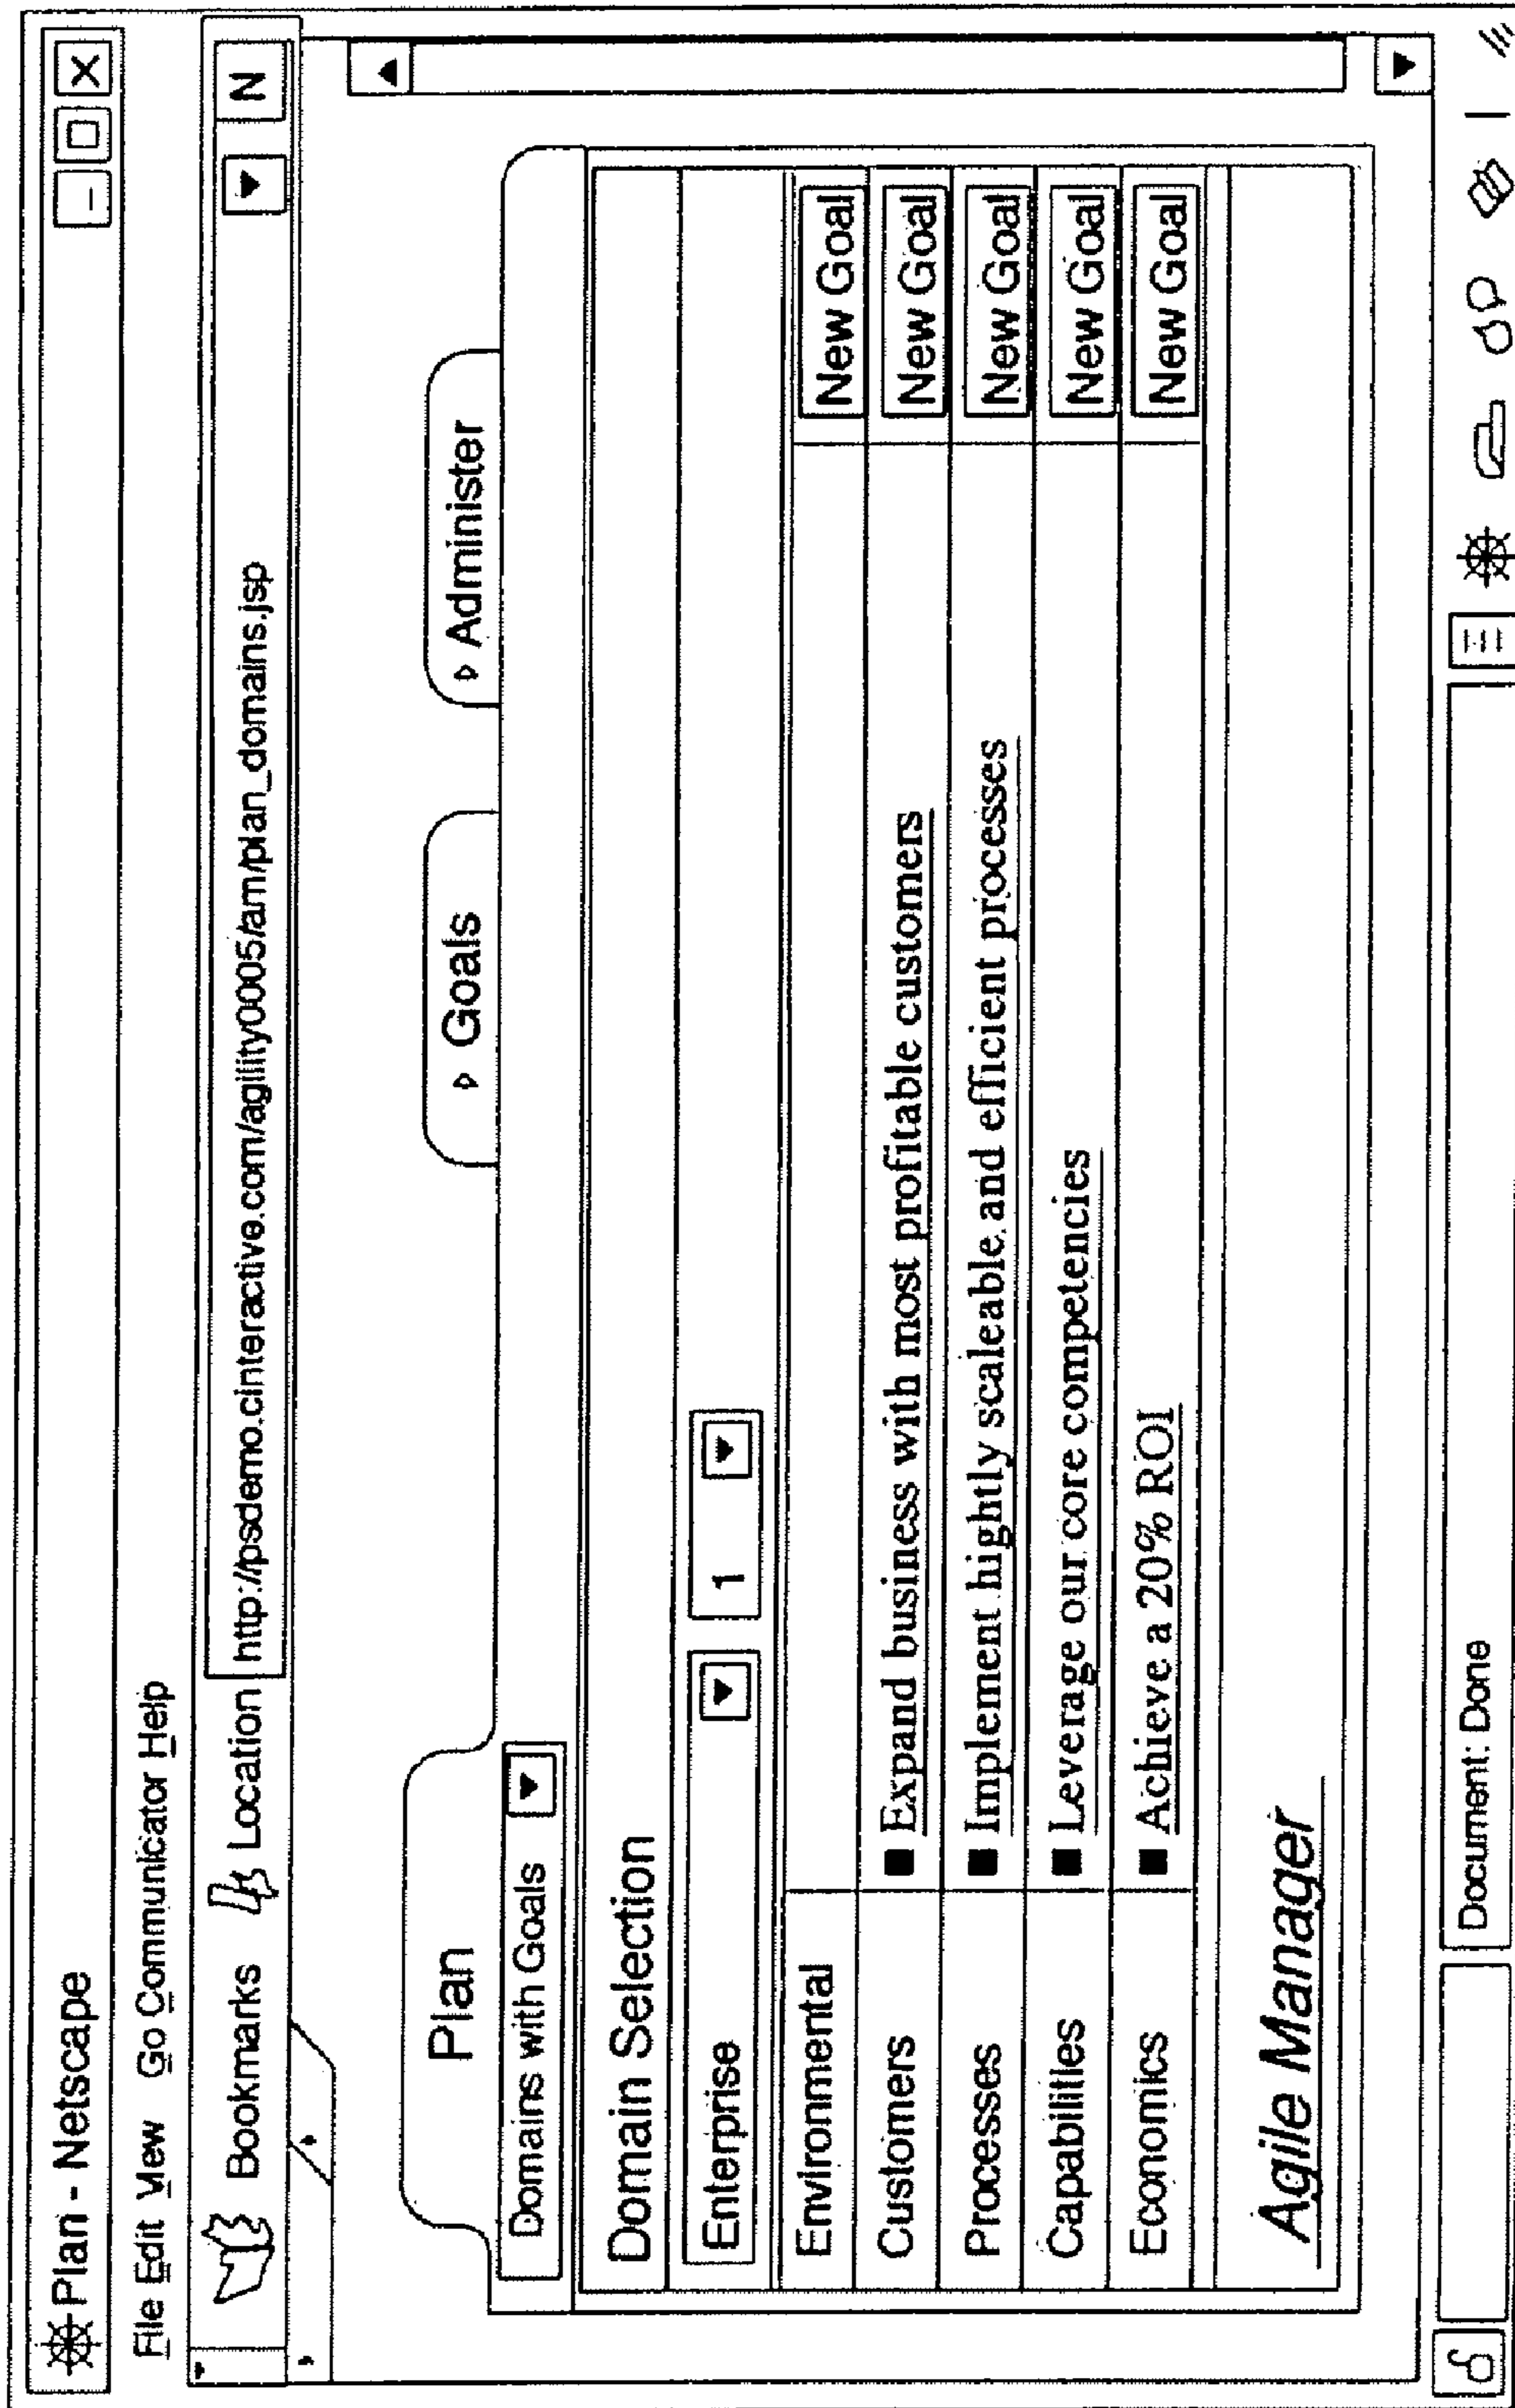 Plan - Netscape
File Edit View Go Communicator Help
Bookmarks Location http://psdemo.cinteractive.com/agility0005/am/plan_domains.jsp N
Plan Goals Administer
Domains with Goals
Domain Selection
Enterprise 1
Environmental New Goal
Customers ■ Expand business with most profitable customers New Goal
Processes ■ Implement hightly scaleable and efficient processes New Goal
Capabilities ■ Leverage our core competencies New Goal
Economics ■ Achieve a 20% ROI New Goal
Agile Manager
Document: Done